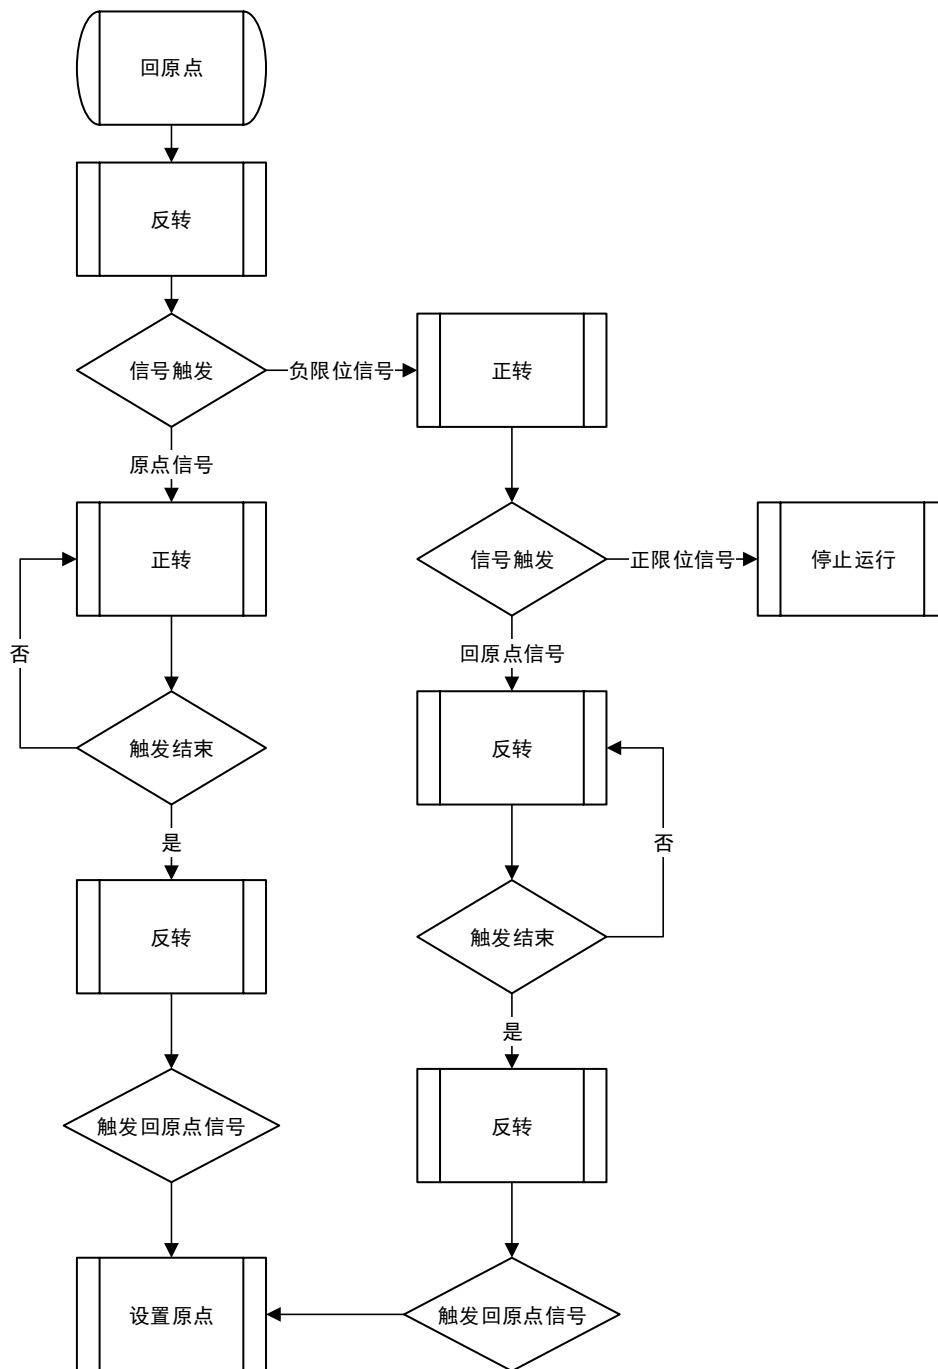 回原点
反转
信号触发
负限位信号
正转
原点信号
正转
信号触发
正限位信号
停止运行
否
回原点信号
触发结束
反转
是
否
反转
触发结束
是
触发回原点信号
反转
设置原点
触发回原点信号